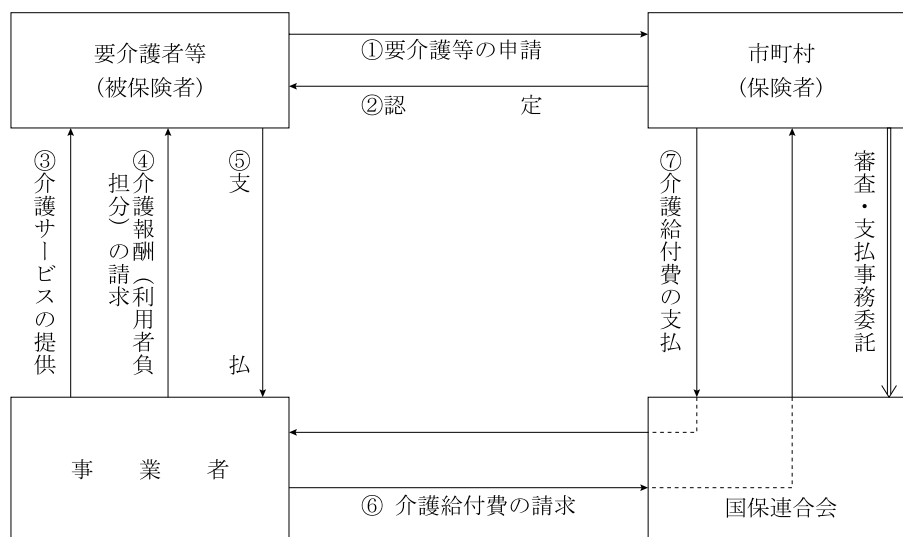 要介護者等
(被保険者)
①要介護等の申請
②認定
市町村
(保険者)
③介護サービスの提供
④介護報酬(利用者負
担分)の請求
⑤支払
⑦介護給付費の支払
審査・支払事務委託
事業者
⑥ 介護給付費の請求
国保連合会